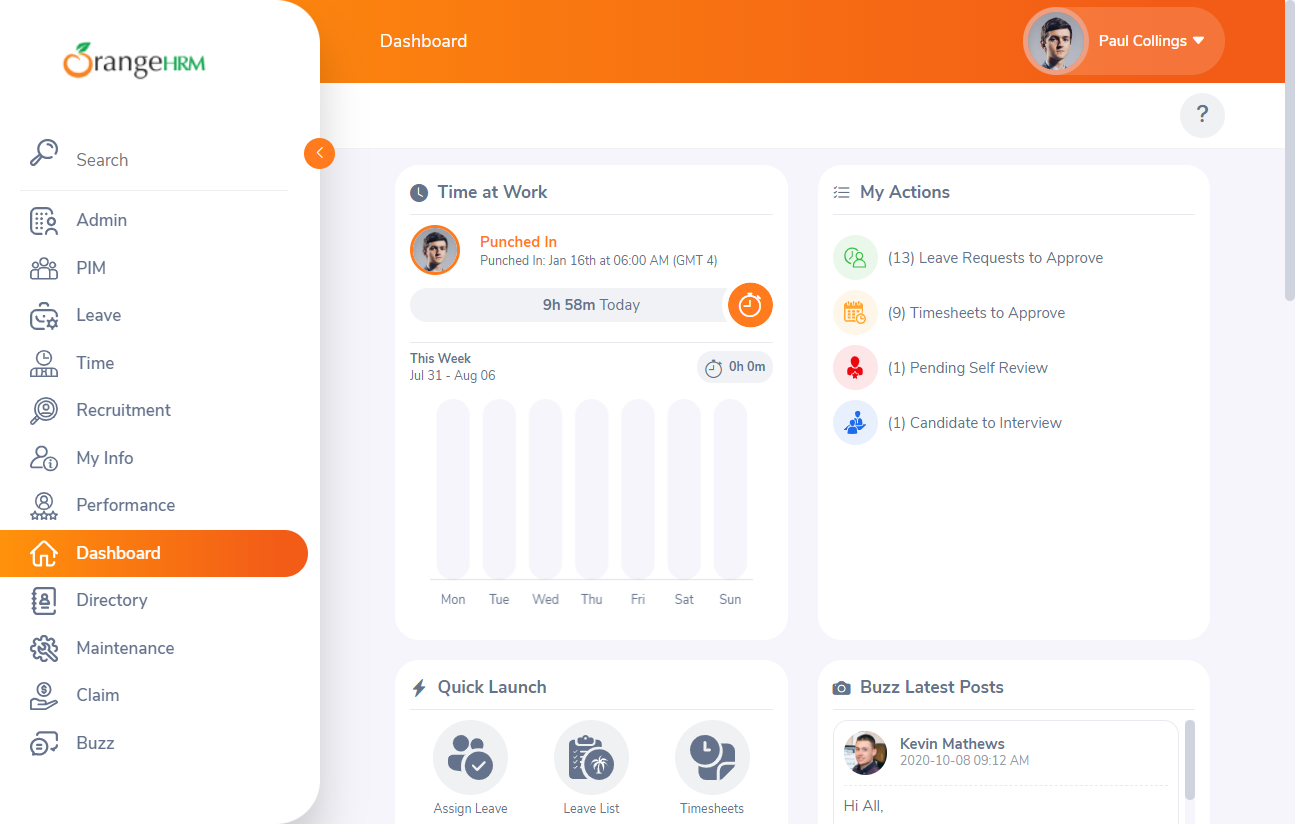 OrangeHRM
Search
Admin
PIM
Leave
Time
Recruitment
My Info
Performance
Dashboard
Directory
Maintenance
Claim
Buzz
Dashboard
Paul Collings
?
Time at Work
Punched In
Punched In: Jan 16th at 06:00 AM (GMT 4)
9h 58m Today
This Week
Jul 31 - Aug 06
0h 0m
Mon Tue Wed Thu Fri Sat Sun
My Actions
(13) Leave Requests to Approve
(9) Timesheets to Approve
(1) Pending Self Review
(1) Candidate to Interview
Quick Launch
Assign Leave Leave List Timesheets
Buzz Latest Posts
Kevin Mathews
2020-10-08 09:12 AM
Hi All,